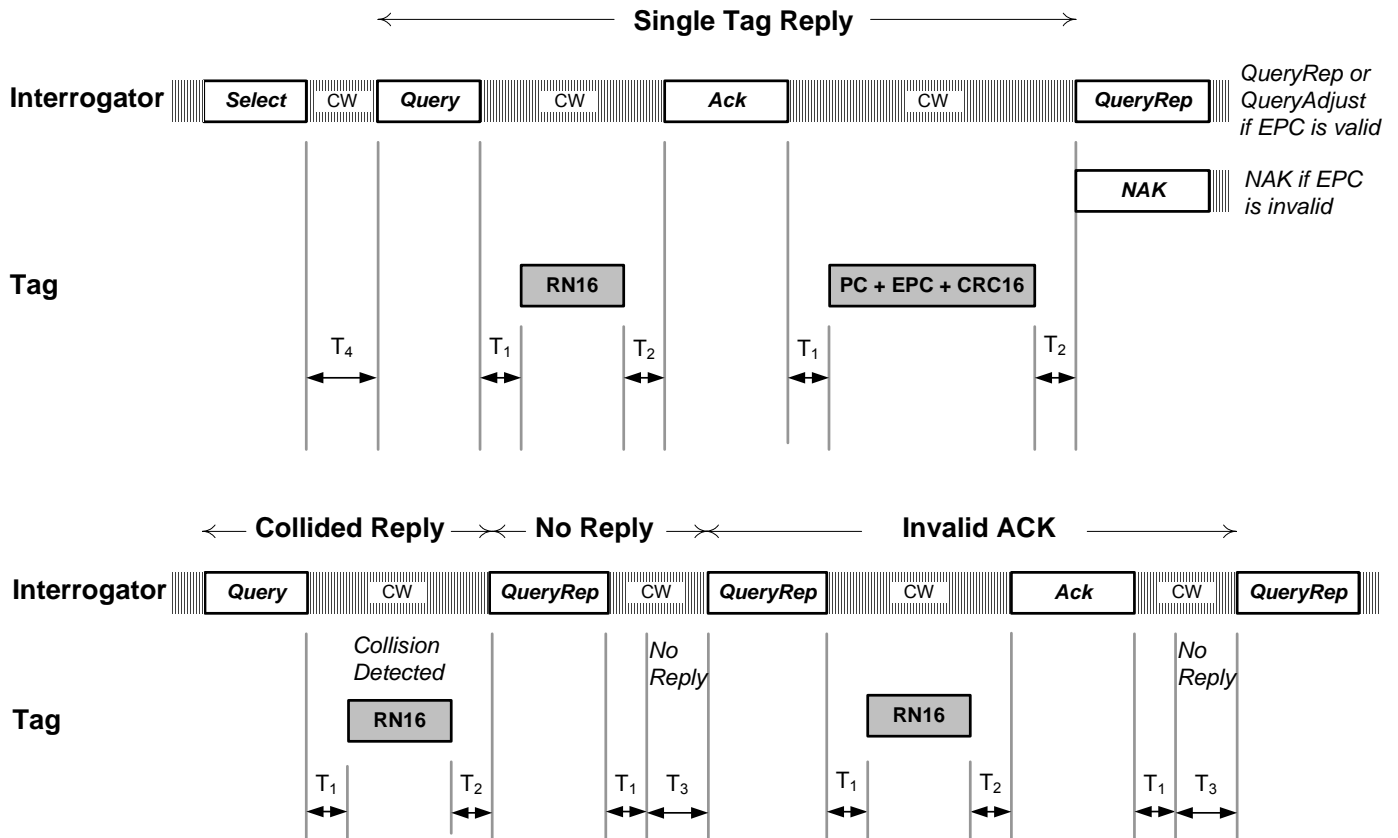 Single Tag Reply
Interrogator Select CW Query CW Ack CW QueryRep
QueryRep or
QueryAdjust
if EPC is valid
NAK
NAK if EPC
is invalid
Tag RN16 PC + EPC + CRC16
T4 T1 T2 T1 T2
Collided Reply No Reply Invalid ACK
Interrogator Query CW QueryRep CW QueryRep CW Ack CW QueryRep
Collision
Detected
No
Reply
No
Reply
Tag RN16 RN16
T1 T2 T1 T3 T1 T2 T1 T3